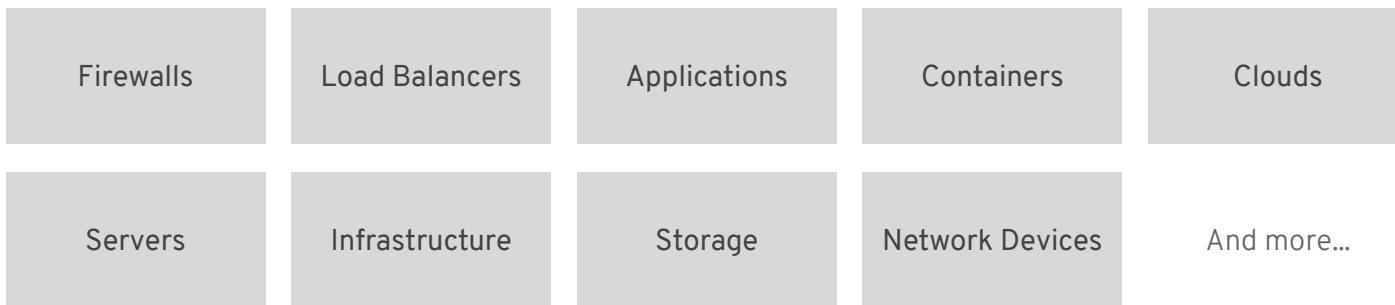 Firewalls
Load Balancers
Applications
Containers
Clouds
Servers
Infrastructure
Storage
Network Devices
And more...